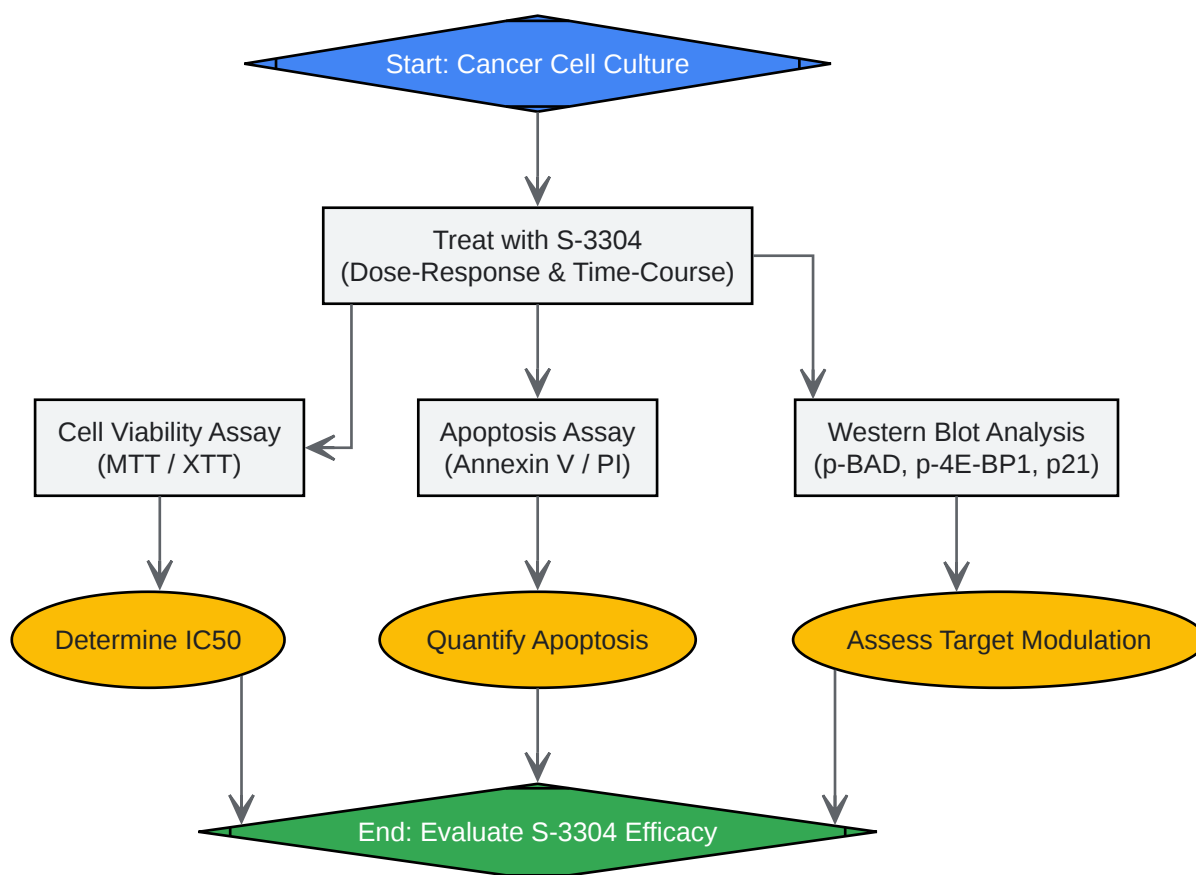 Start: Cancer Cell Culture
Treat with S-3304
(Dose-Response & Time-Course)
Cell Viability Assay
(MTT / XTT)
Apoptosis Assay
(Annexin V / PI)
Western Blot Analysis
(p-BAD, p-4E-BP1, p21)
Determine IC50
Quantify Apoptosis
Assess Target Modulation
End: Evaluate S-3304 Efficacy